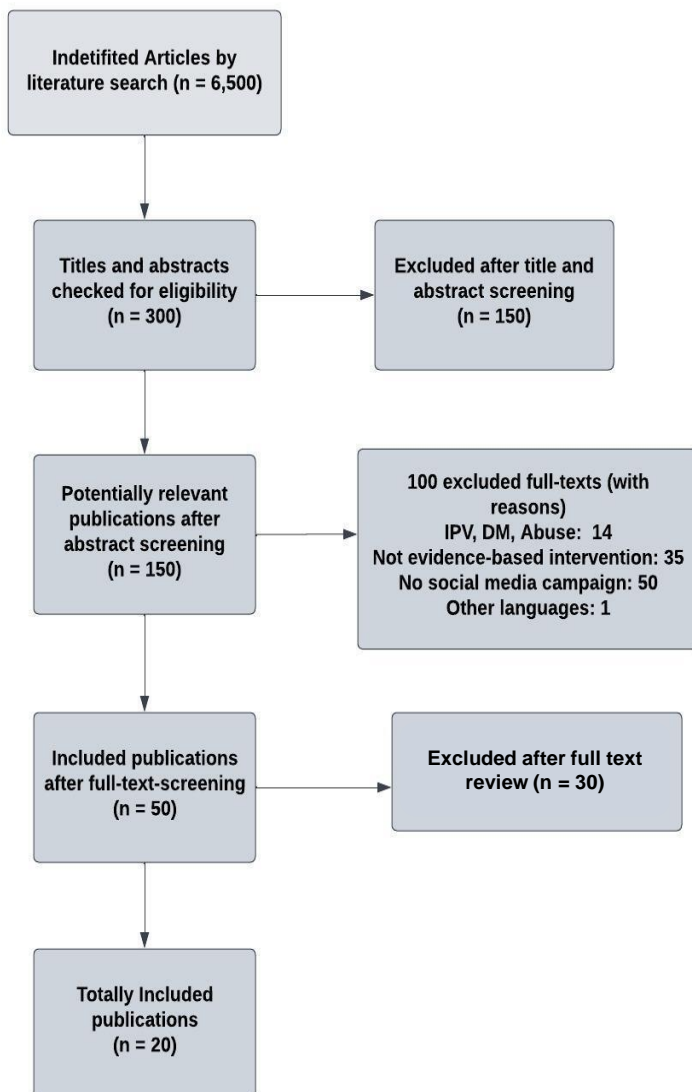 Indetifited Articles by
literature search (n = 6,500)
Titles and abstracts
checked for eligibility
(n = 300)
Excluded after title and
abstract screening
(n = 150)
Potentially relevant
publications after
abstract screening
(n = 150)
100 excluded full-texts (with
reasons)
IPV, DM, Abuse: 14
Not evidence-based intervention: 35
No social media campaign: 50
Other languages: 1
Included publications
after full-text-screening
(n = 50)
Excluded after full text
review (n = 30)
Totally Included
publications
(n = 20)